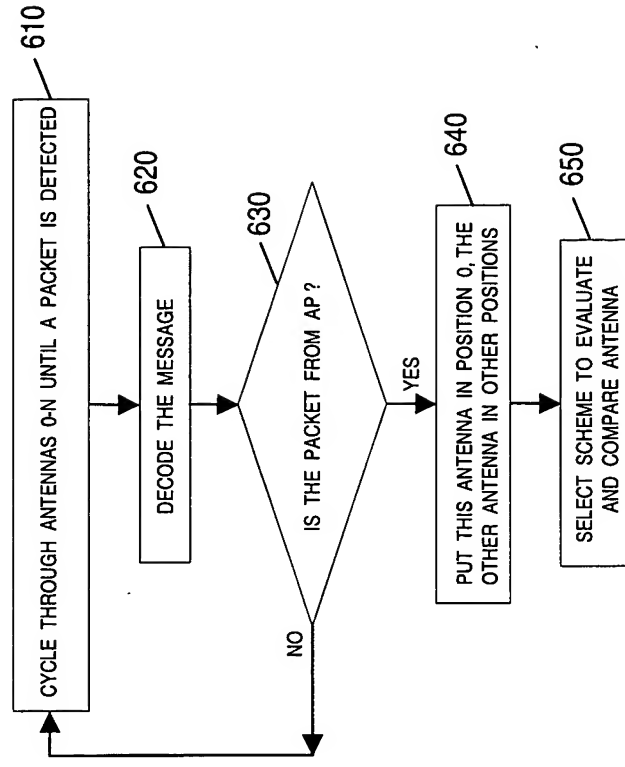 CYCLE THROUGH ANTENNAS 0-N UNTIL A PACKET IS DETECTED
610
DECODE THE MESSAGE
620
IS THE PACKET FROM AP?
630
NO
YES
PUT THIS ANTENNA IN POSITION 0, THE
OTHER ANTENNA IN OTHER POSITIONS
640
SELECT SCHEME TO EVALUATE
AND COMPARE ANTENNA
650